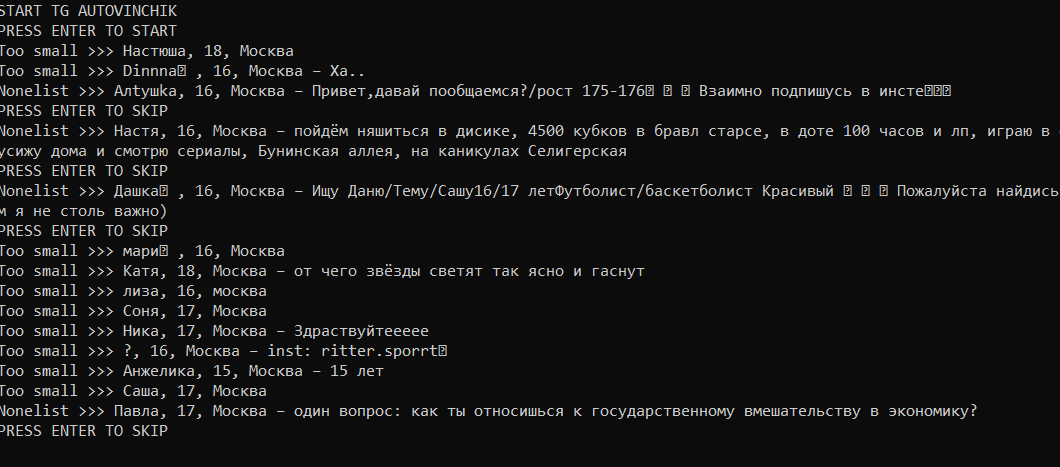 START TG AUTOVINCHIK
PRESS ENTER TO START
Too small >>> Настюша, 18, Москва
Too small >>> Dinnna , 16, Москва – Ха..
Nonelist >>> Алtyuka, 16, Москва – Привет,давай пообщаемся?/рост 175-176 Взаимно подпишусь в инсте
PRESS ENTER TO SKIP
Nonelist >>> Настя, 16, Москва – пойдём няшиться в дисике, 4500 кубков в бравл старсе, в доте 100 часов и лп, играю в
усижу дома и смотрю сериалы, Бунинская аллея, на каникулах Селигерская
PRESS ENTER TO SKIP
Nonelist >>> Дашка , 16, Москва – Ищу Даню/Тему/Сашу16/17 летФутболист/баскетболист Красивый Пожалуйста найдись
м я не столь важно)
PRESS ENTER TO SKIP
Too small >>> мари , 16, Москва
Too small >>> Катя, 18, Москва – от чего звёзды светят так ясно и гаснут
Too small >>> лиза, 16, москва
Too small >>> Соня, 17, Москва
Too small >>> Ника, 17, Москва – Здраствуйтеееее
Too small >>> ?, 16, Москва – inst: ritter.sporrt
Too small >>> Анжелика, 15, Москва – 15 лет
Too small >>> Саша, 17, Москва
Nonelist >>> Павла, 17, Москва – один вопрос: как ты относишься к государственному вмешательству в экономику?
PRESS ENTER TO SKIP